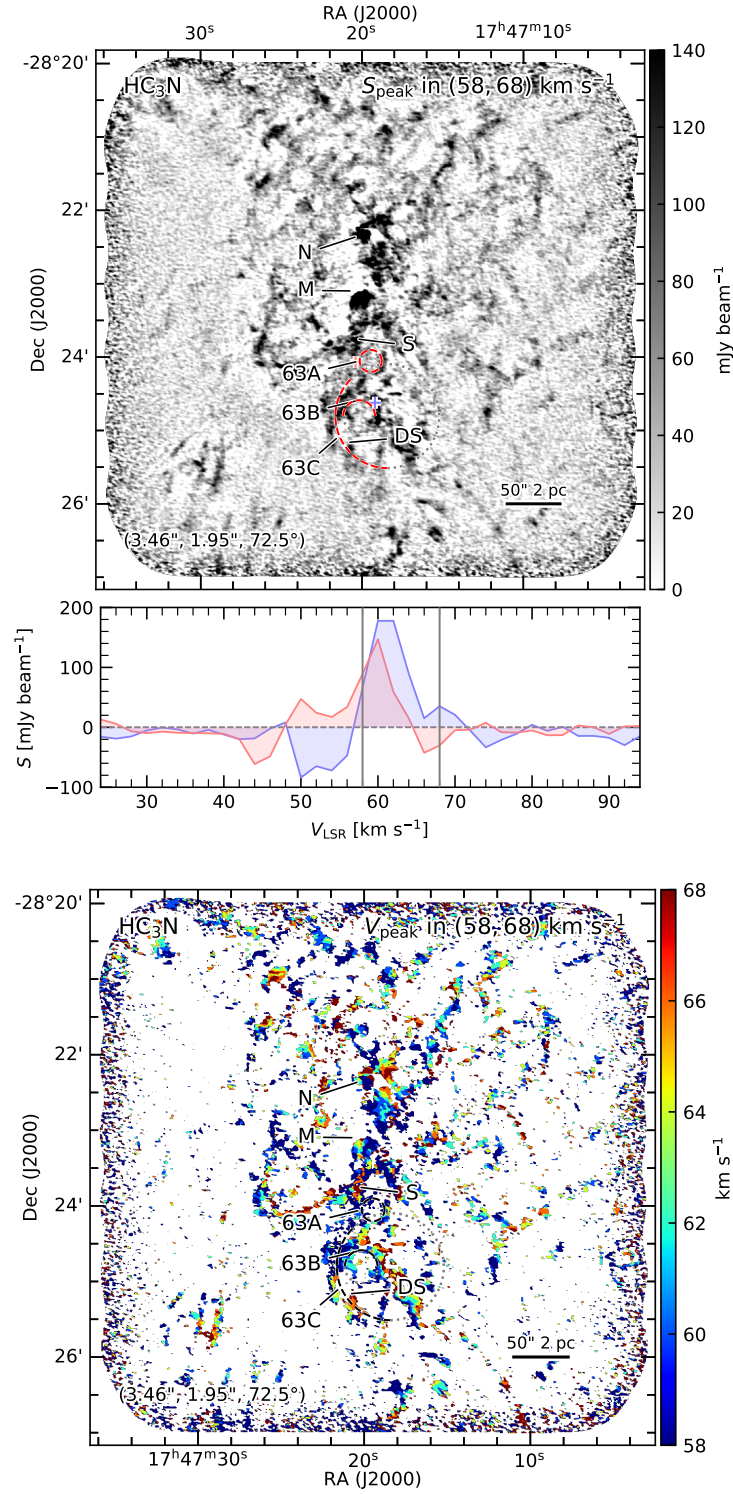 RA (J2000)
30ˢ 20ˢ 17ʰ47ᵐ10ˢ
-28°20'
HC₃N
S_peak in (58, 68) km s⁻¹
140
120
22'
100
N
M
Dec (J2000)
80
mJy beam⁻¹
S
24'
63A
60
63B
DS
63C
40
50" 2 pc
26'
20
(3.46", 1.95", 72.5°)
0
200
100
S [mJy beam⁻¹]
0
−100
30 40 50 60 70 80 90
V_LSR [km s⁻¹]
-28°20'
HC₃N
V_peak in (58, 68) km s⁻¹
68
66
22'
N
M
64
Dec (J2000)
km s⁻¹
S
24'
63A
62
63B
DS
63C
60
50" 2 pc
26'
(3.46", 1.95", 72.5°)
58
17ʰ47ᵐ30ˢ 20ˢ 10ˢ
RA (J2000)